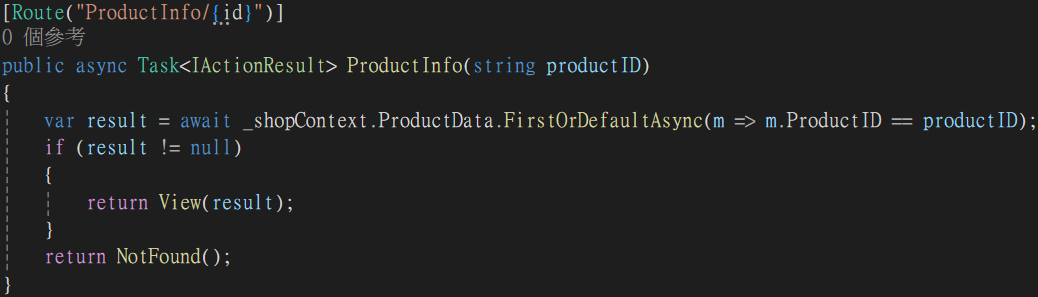 [Route("ProductInfo/{id}")]
0 個參考
public async Task<IActionResult> ProductInfo(string productID)
{
    var result = await _shopContext.ProductData.FirstOrDefaultAsync(m => m.ProductID == productID);
    if (result != null)
    {
        return View(result);
    }
    return NotFound();
}